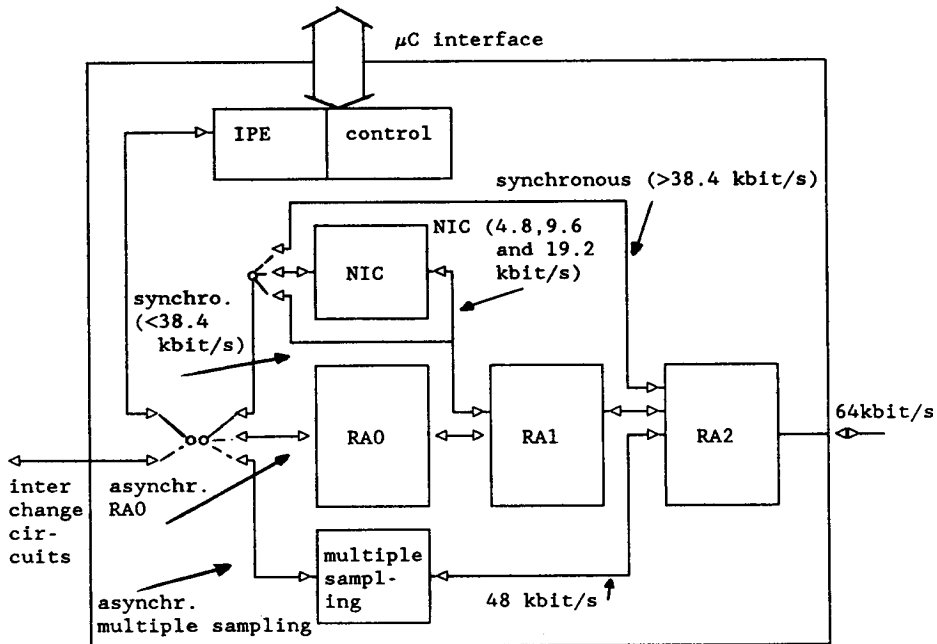 μC interface
IPE
control
synchronous (>38.4 kbit/s)
NIC (4.8,9.6
and 19.2
kbit/s)
NIC
synchro.
(<38.4
kbit/s)
RA0
RA1
RA2
64kbit/s
inter
change
cir-
cuits
asynchr.
RA0
multiple
sampl-
ing
48 kbit/s
asynchr.
multiple sampling